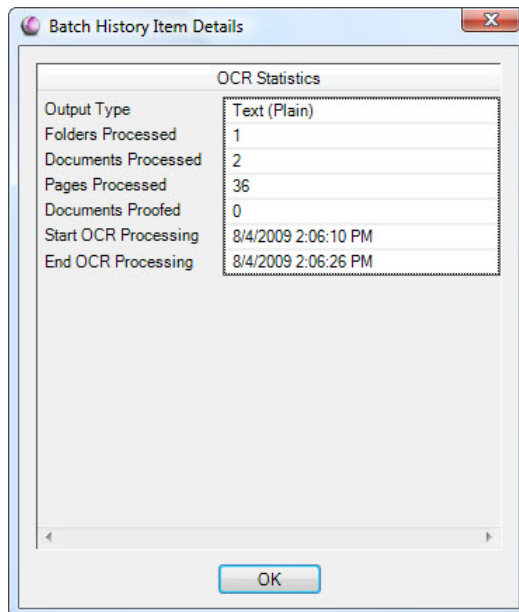 Batch History Item Details
OCR Statistics
Output Type Text (Plain)
Folders Processed 1
Documents Processed 2
Pages Processed 36
Documents Proofed 0
Start OCR Processing 8/4/2009 2:06:10 PM
End OCR Processing 8/4/2009 2:06:26 PM
OK